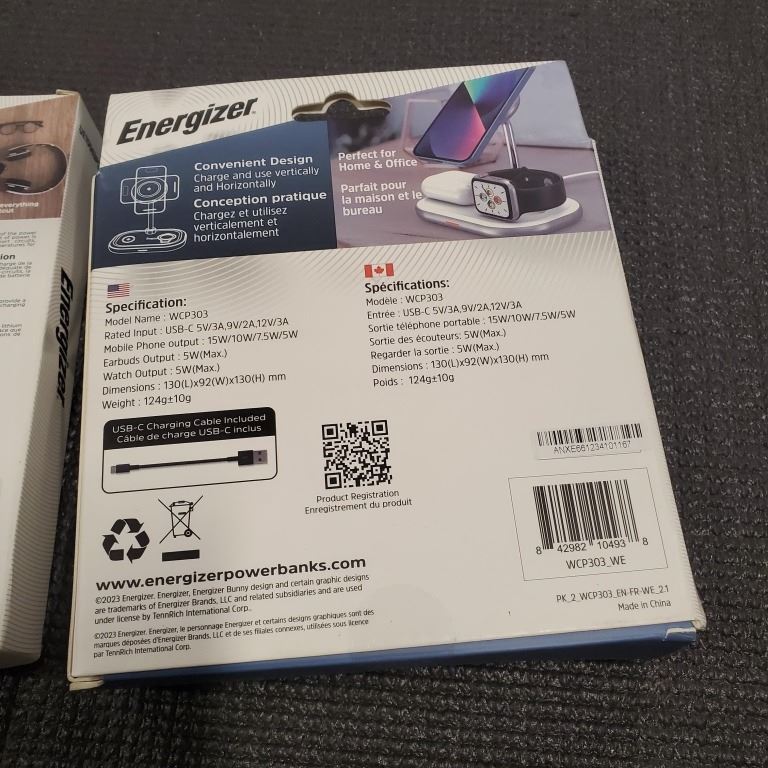 Energizer
Convenient Design
Charge and use vertically
and Horizontally
Conception pratique
Chargez et utilisez
verticalement et
horizontalement
Perfect for
Home & Office
Parfait pour
la maison et le
bureau
Specification:
Model Name : WCP303
Rated Input : USB-C 5V/3A,9V/2A,12V/3A
Mobile Phone output : 15W/10W/7.5W/5W
Earbuds Output : 5W(Max.)
Watch Output : 5W(Max.)
Dimensions : 130(L)x92(W)x130(H) mm
Weight : 124g±10g
Spécifications:
Modèle : WCP303
Entrée : USB-C 5V/3A,9V/2A,12V/3A
Sortie téléphone portable : 15W/10W/7.5W/5W
Sortie des écouteurs: 5W(Max.)
Regarder la sortie : 5W(Max.)
Dimensions : 130(L)x92(W)x130(H) mm
Poids : 124g±10g
USB-C Charging Cable Included
Câble de charge USB-C inclus
Product Registration
Enregistrement du produit
ANXE661234101167
8 42982 10493 8
WCP303_WE
www.energizerpowerbanks.com
©2023 Energizer. Energizer, Energizer Bunny design and certain graphic designs
are trademarks of Energizer Brands, LLC and related subsidiaries and are used
under license by TennRich International Corp..
©2023 Energizer. Energizer, le personnage Energizer et certains designs graphiques sont des
marques déposées d'Energizer Brands, LLC et de ses filiales connexes, utilisées sous licence
par TennRich International Corp.
PK_2_WCP303_EN-FR-WE_2.1
Made in China
everything
Energizer